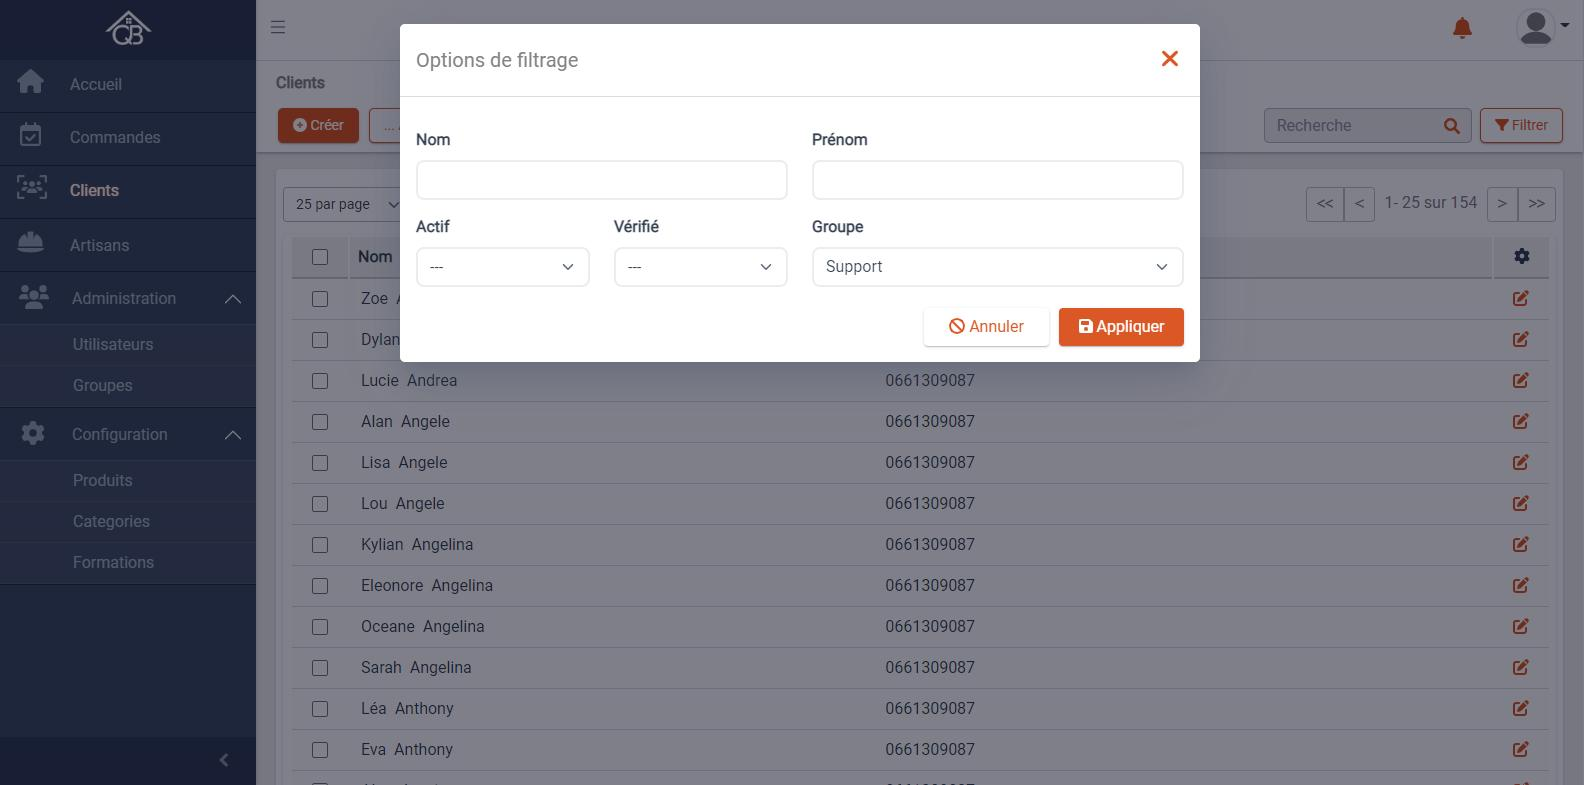 QB
Options de filtrage
Accueil
Clients
Nom
Prénom
Commandes
Créer
...
Recherche
Filtrer
Clients
25 par page
<<
<
1- 25 sur 154
>
>>
Actif
Vérifié
Groupe
Artisans
Nom
---
---
Support
Administration
Zoe
Annuler
Appliquer
Utilisateurs
Dylan
Groupes
Lucie Andrea
0661309087
Configuration
Alan Angele
0661309087
Lisa Angele
0661309087
Produits
Lou Angele
0661309087
Categories
Kylian Angelina
0661309087
Formations
Eleonore Angelina
0661309087
Oceane Angelina
0661309087
Sarah Angelina
0661309087
Léa Anthony
0661309087
Eva Anthony
0661309087